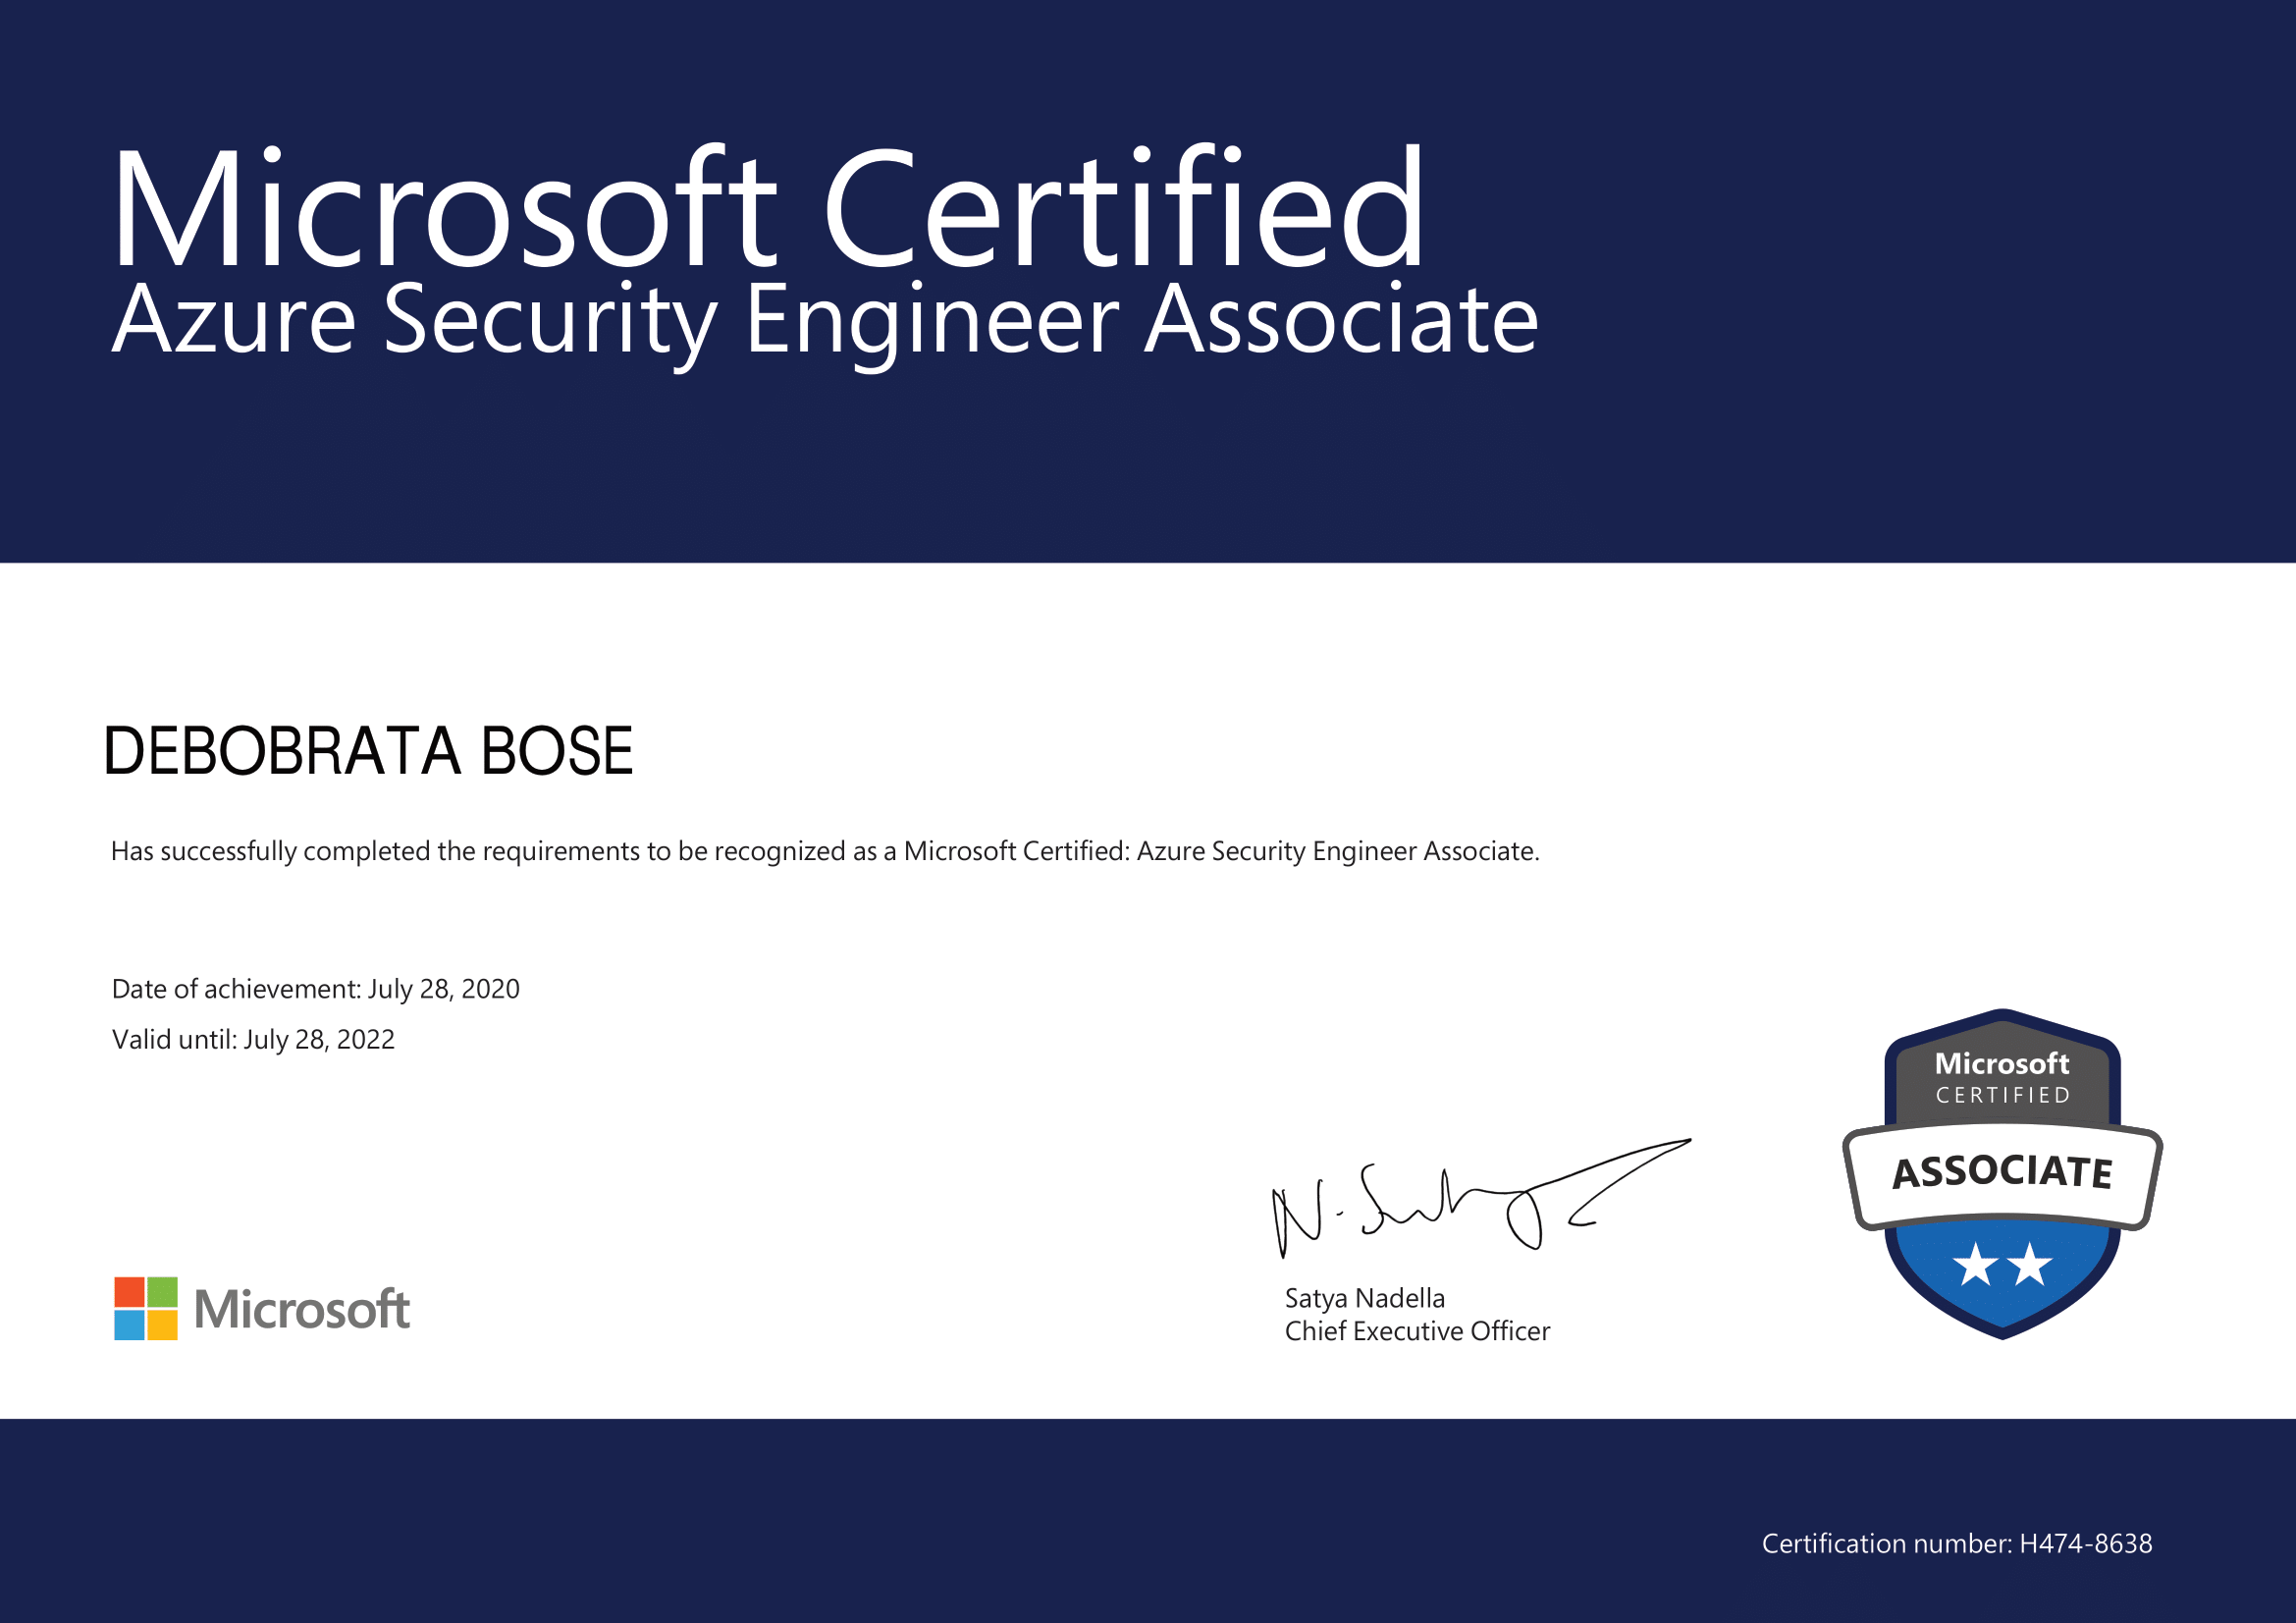 Microsoft Certified
Azure Security Engineer Associate
DEBOBRATA BOSE
Has successfully completed the requirements to be recognized as a Microsoft Certified: Azure Security Engineer Associate.
Date of achievement: July 28, 2020
Valid until: July 28, 2022
Microsoft
CERTIFIED
ASSOCIATE
Satya Nadella
Chief Executive Officer
Microsoft
Certification number: H474-8638